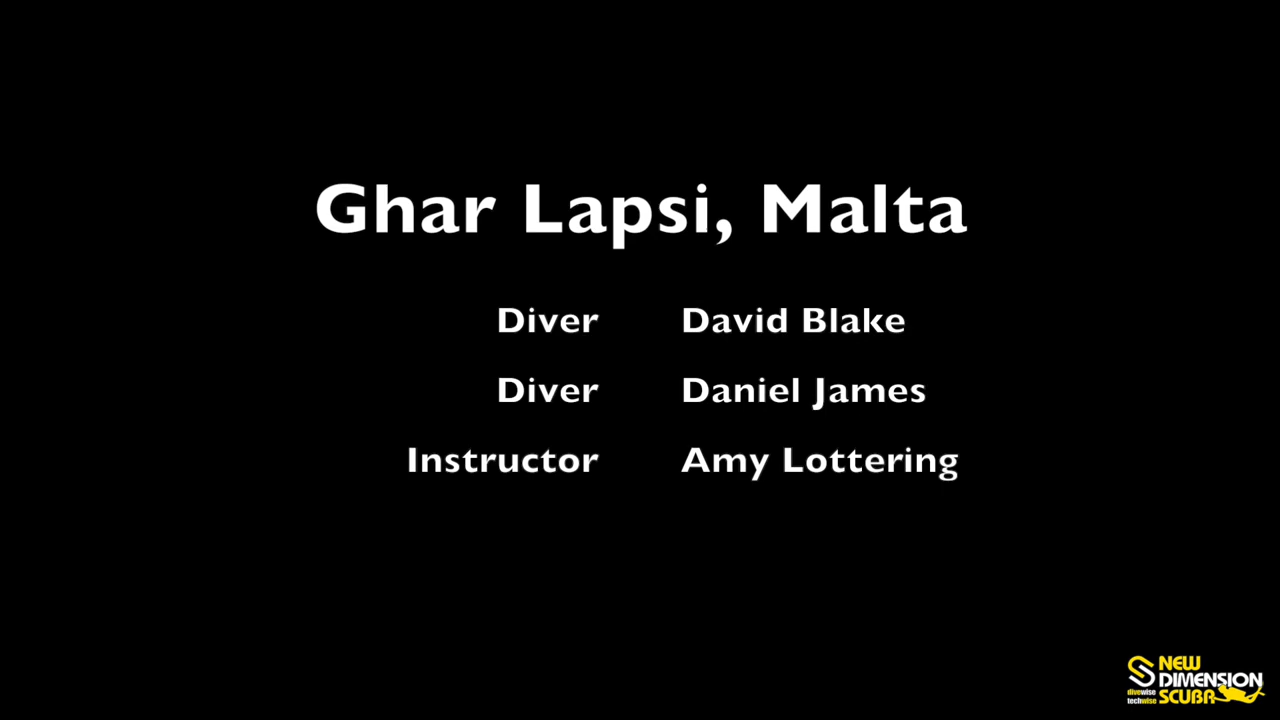 Ghar Lapsi, Malta
Diver David Blake
Diver Daniel James
Instructor Amy Lottering
NEW
DIMENSION
SCUBA
divewise
techwise